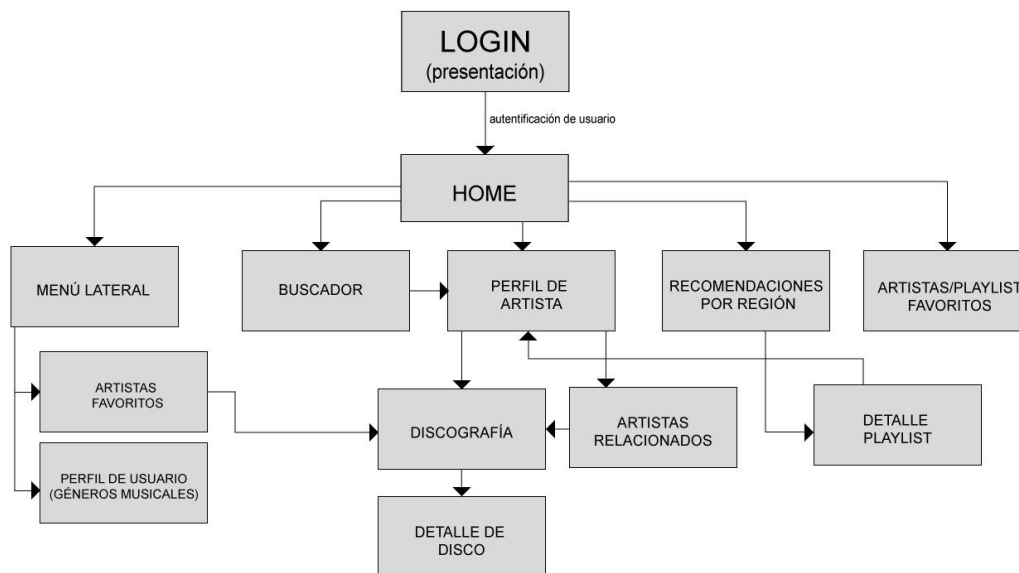 LOGIN
(presentación)
autentificación de usuario
HOME
MENÚ LATERAL
BUSCADOR
PERFIL DE
ARTISTA
RECOMENDACIONES
POR REGIÓN
ARTISTAS/PLAYLIST
FAVORITOS
ARTISTAS
FAVORITOS
DISCOGRAFÍA
ARTISTAS
RELACIONADOS
DETALLE
PLAYLIST
PERFIL DE USUARIO
(GÉNEROS MUSICALES)
DETALLE DE
DISCO